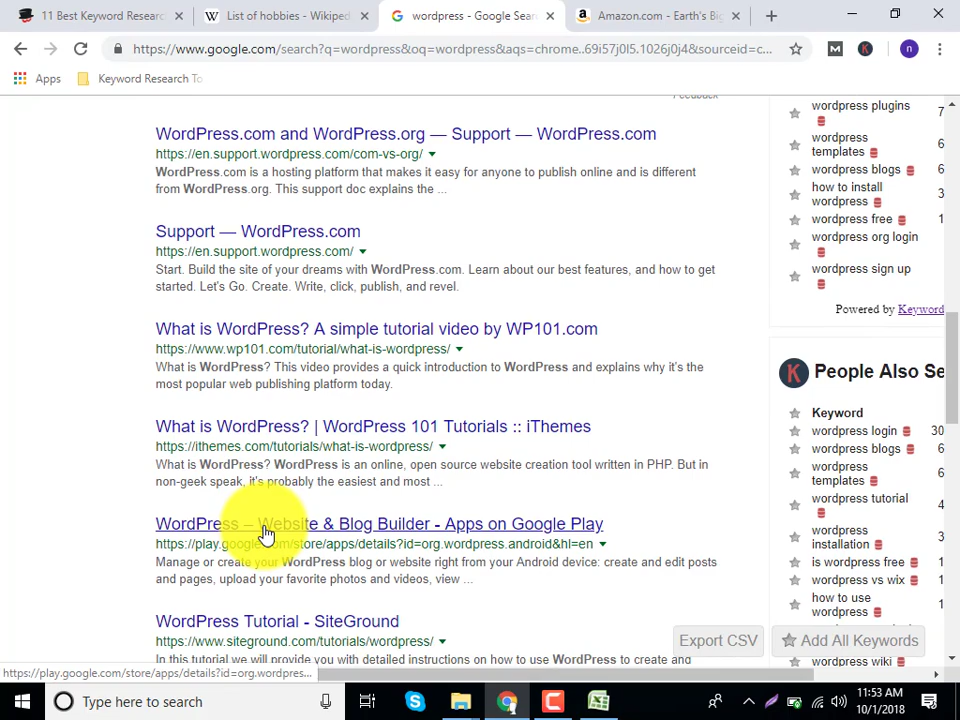 11 Best Keyword Resear
List of hobbies - Wikiped
wordpress - Google Sear
Amazon.com - Earth's Big
https://www.google.com/search?q=wordpress&oq=wordpress&aqs=chrome..69i57j0l5.1026j0j4&sourceid=c...
Apps
Keyword Research To
WordPress.com and WordPress.org — Support — WordPress.com
https://en.support.wordpress.com/com-vs-org/
WordPress.com is a hosting platform that makes it easy for anyone to publish online and is different
from WordPress.org. This support doc explains the ...
Support — WordPress.com
https://en.support.wordpress.com/
Start. Build the site of your dreams with WordPress.com. Learn about our best features, and how to get
started. Let's Go. Create. Write, click, publish, and revel.
What is WordPress? A simple tutorial video by WP101.com
https://www.wp101.com/tutorial/what-is-wordpress/
What is WordPress? This video provides a quick introduction to WordPress and explains why it's the
most popular web publishing platform today.
What is WordPress? | WordPress 101 Tutorials :: iThemes
https://ithemes.com/tutorials/what-is-wordpress/
What is WordPress? WordPress is an online, open source website creation tool written in PHP. But in
non-geek speak, it's probably the easiest and most ...
WordPress – Website & Blog Builder - Apps on Google Play
https://play.google.com/store/apps/details?id=org.wordpress.android&hl=en
Manage or create your WordPress blog or website right from your Android device: create and edit posts
and pages, upload your favorite photos and videos, view ...
WordPress Tutorial - SiteGround
https://www.siteground.com/tutorials/wordpress/
In this tutorial we will provide you with detailed instructions on how to use WordPress to create and
https://play.google.com/store/apps/details?id=org.wordpres...
wordpress plugins 7
wordpress
templates 6
wordpress blogs 6
how to install
wordpress 3
wordpress free 1
wordpress org login
wordpress sign up
Powered by Keyword
K People Also Se
Keyword
wordpress login 30
wordpress blogs 6
wordpress
templates 6
wordpress tutorial 4
wordpress
installation 3
is wordpress free 1
wordpress vs wix 1
how to use
wordpress 1
Export CSV
Add All Keywords
wordpress wiki 1
Type here to search
11:53 AM
10/1/2018